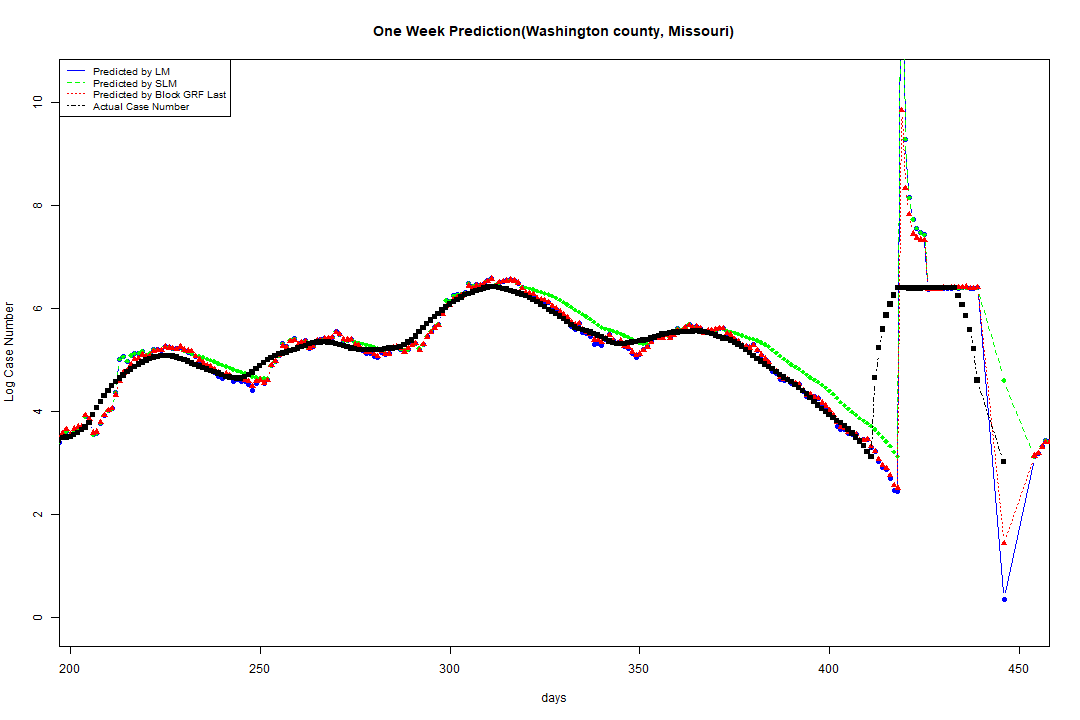 One Week Prediction(Washington county, Missouri)
Predicted by LM
Predicted by SLM
Predicted by Block GRF Last
Actual Case Number
Log Case Number
10
8
6
4
2
0
200 250 300 350 400 450
days